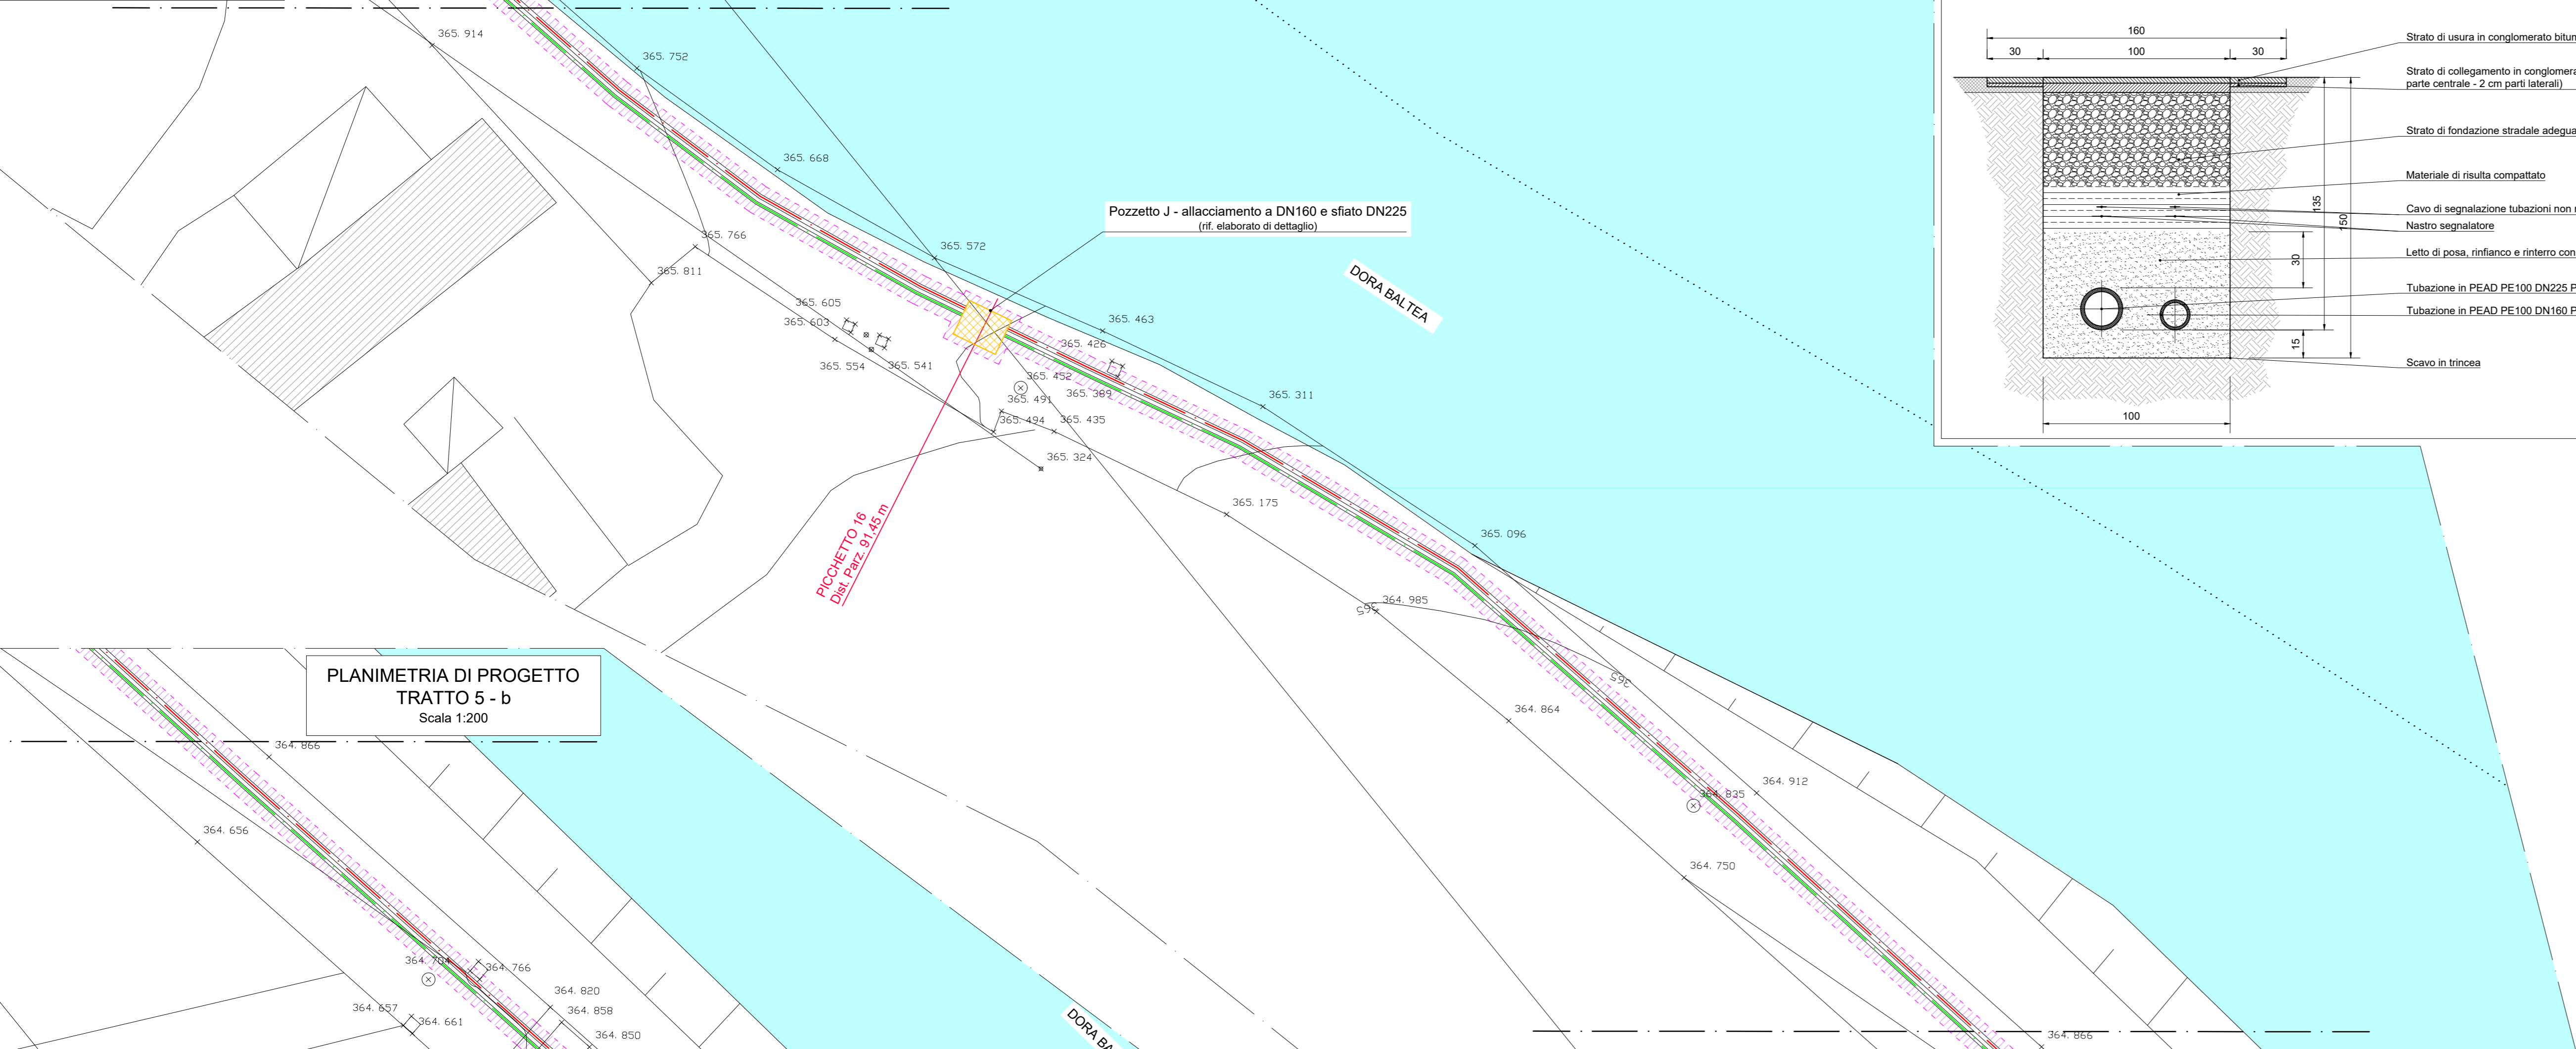 365. 914
365. 752
365. 668
Pozzetto J - allacciamento a DN160 e sfiato DN225
(rif. elaborato di dettaglio)
365. 766
365. 572
365. 811
DORA BALTEA
365. 605
365. 603
365. 463
365. 426
365. 554
365. 541
365. 452
365. 389
365. 491
365. 311
365. 494
365. 435
365. 324
365. 175
PICCHETTO 16
Dist. Parz. 91,45 m
365. 096
365
364. 985
365
364. 864
364. 912
364. 835
364. 750
364. 866
160
30
100
30
135
150
30
15
100
Strato di usura in conglomerato
Strato di collegamento in
parte centrale - 2 cm parti laterali)
Strato di fondazione stradale
Materiale di risulta compattato
Cavo di segnalazione tubazioni non
Nastro segnalatore
Letto di posa, rinfianco e rinterro con
Tubazione in PEAD PE100 DN225 P
Tubazione in PEAD PE100 DN160 P
Scavo in trincea
PLANIMETRIA DI PROGETTO
TRATTO 5 - b
Scala 1:200
364. 866
364. 656
364. 704
364. 766
364. 820
364. 657
364. 858
364. 661
364. 850
DORA